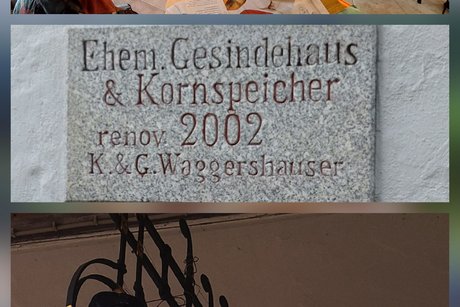 Ehem. Gesindehaus
& Kornspeicher
renov. 2002
K.&G. Waggershauser